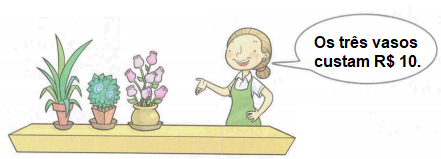 Os três vasos
custam R$ 10.